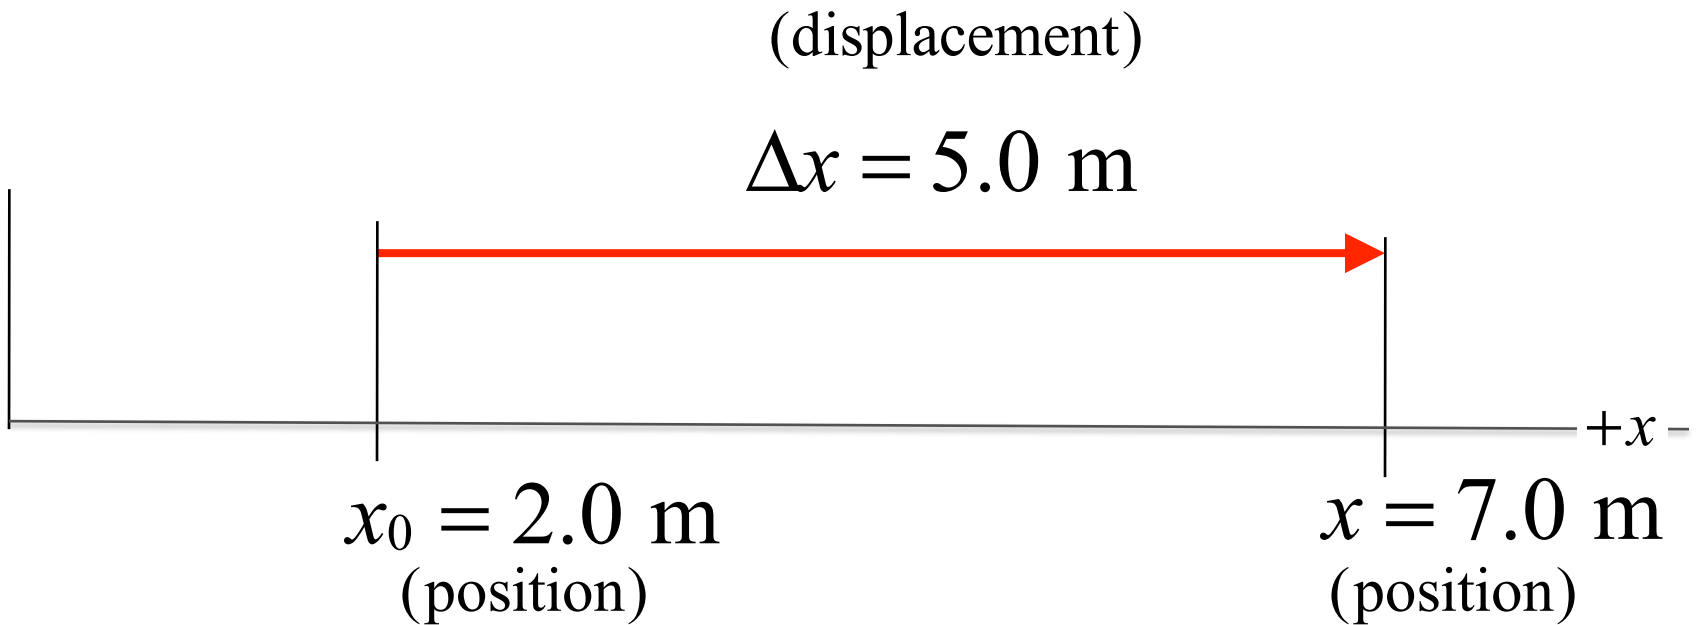 (displacement)
Δx = 5.0 m
+x
x₀ = 2.0 m
(position)
x = 7.0 m
(position)